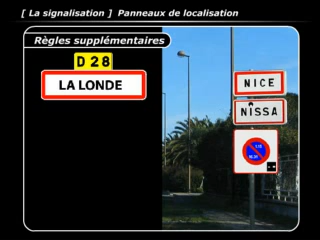 [ La signalisation ] Panneaux de localisation
Règles supplémentaires
D 28
LA LONDE
NICE
NISSA